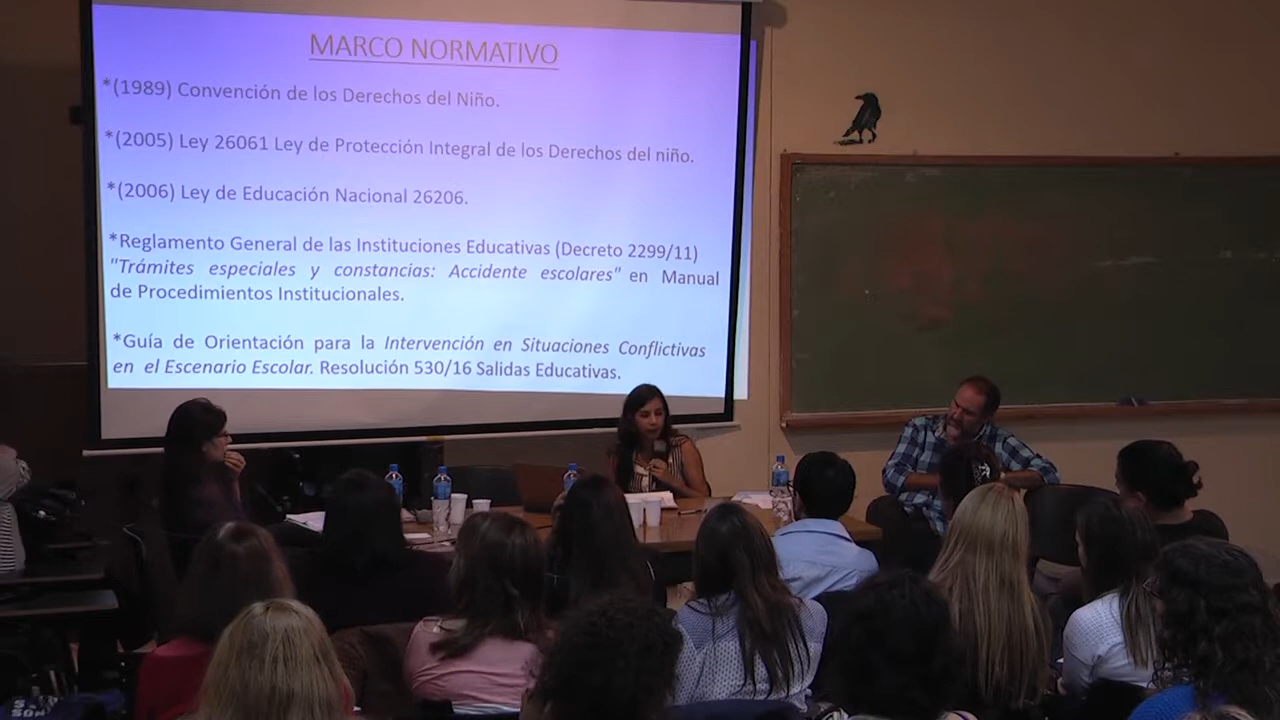 MARCO NORMATIVO
*(1989) Convención de los Derechos del Niño.
*(2005) Ley 26061 Ley de Protección Integral de los Derechos del niño.
*(2006) Ley de Educación Nacional 26206.
*Reglamento General de las Instituciones Educativas (Decreto 2299/11)
"Trámites especiales y constancias: Accidente escolares" en Manual
de Procedimientos Institucionales.
*Guía de Orientación para la Intervención en Situaciones Conflictivas
en el Escenario Escolar. Resolución 530/16 Salidas Educativas.